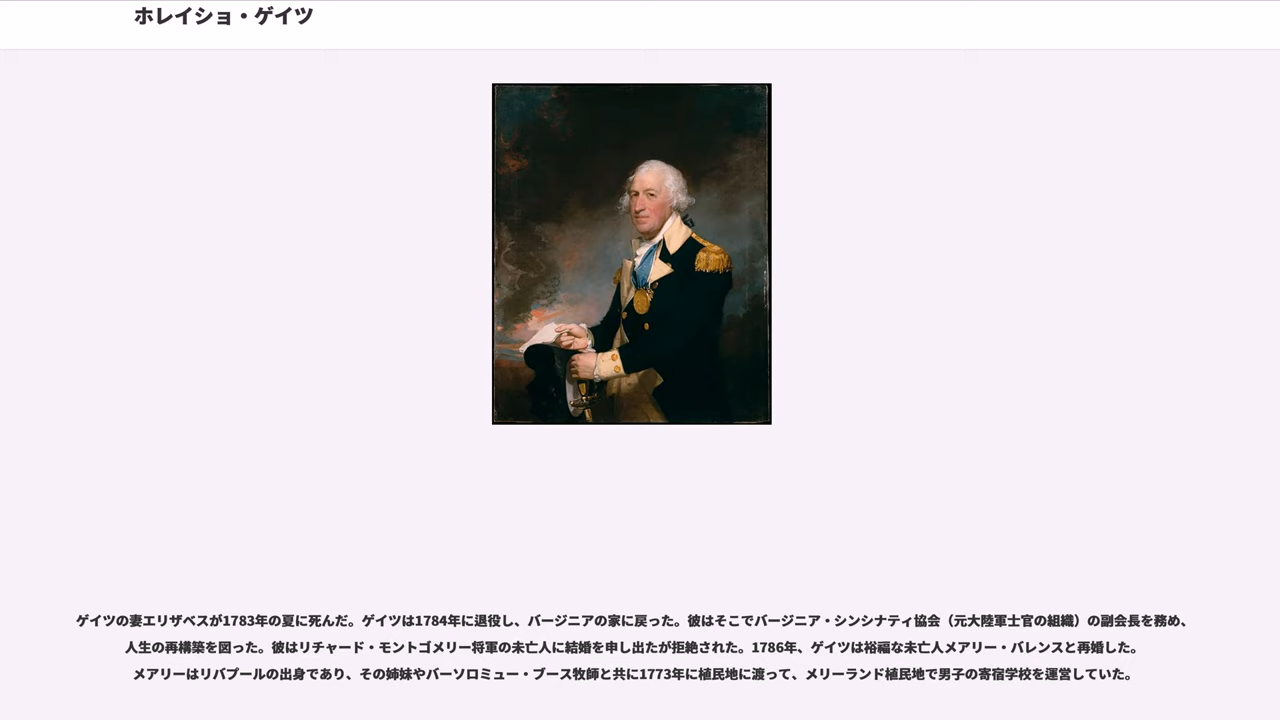 ホレイショ・ゲイツ
ゲイツの妻エリザベスが1783年の夏に死んだ。ゲイツは1784年に退役し、バージニアの家に戻った。彼はそこでバージニア・シンシナティ協会（元大陸軍士官の組織）の副会長を務め、
人生の再構築を図った。彼はリチャード・モントゴメリー将軍の未亡人に結婚を申し出たが拒絶された。1786年、ゲイツは裕福な未亡人メアリー・バレンスと再婚した。
メアリーはリバプールの出身であり、その姉妹やバーソロミュー・ブース牧師と共に1773年に植民地に渡って、メリーランド植民地で男子の寄宿学校を運営していた。